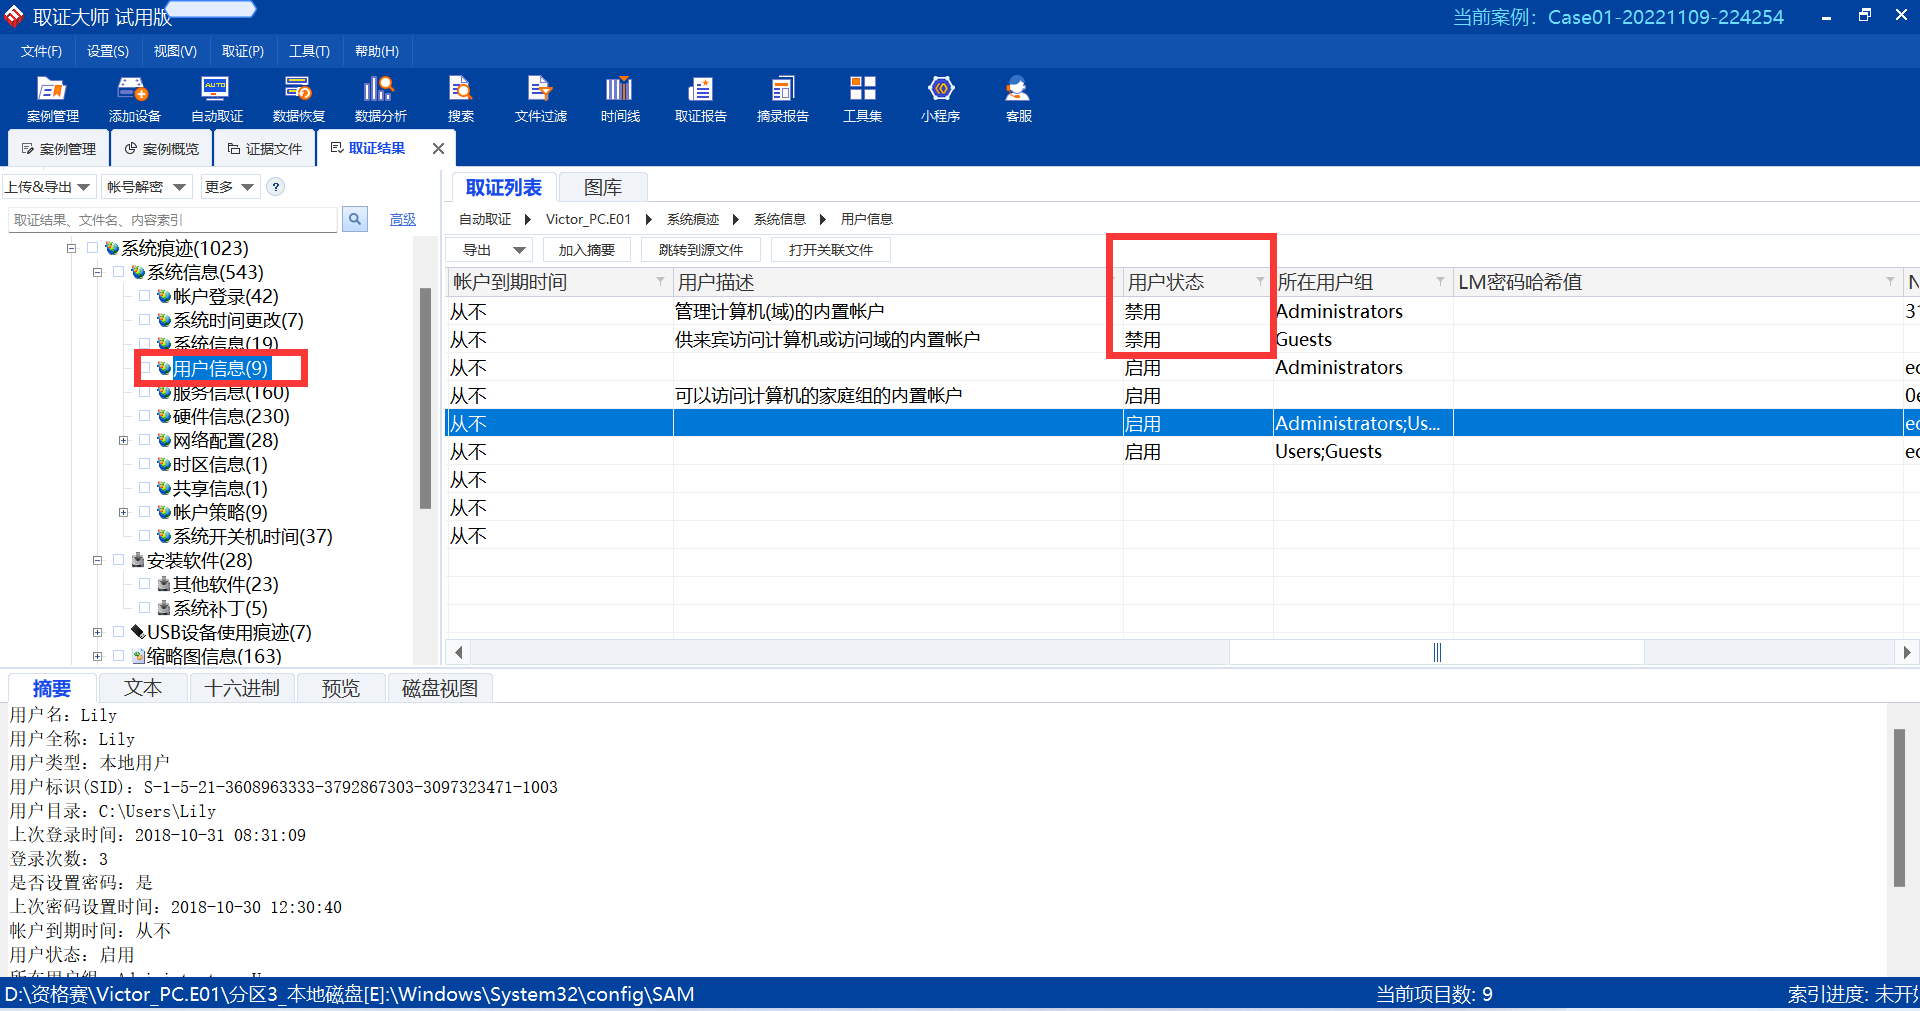 取证大师 试用版
当前案例：Case01-20221109-224254
文件(F) 设置(S) 视图(V) 取证(P) 工具(T) 帮助(H)
AUTO
案例管理 添加设备 自动取证 数据恢复 数据分析 搜索 文件过滤 时间线 取证报告 摘录报告 工具集 小程序 客服
案例管理 案例概览 证据文件 取证结果
上传&导出 帐号解密 更多 ?
取证结果、文件名、内容索引 高级
系统痕迹(1023)
系统信息(543)
帐户登录(42)
系统时间更改(7)
系统信息(19)
用户信息(9)
服务信息(160)
硬件信息(230)
网络配置(28)
时区信息(1)
共享信息(1)
帐户策略(9)
系统开关机时间(37)
安装软件(28)
其他软件(23)
系统补丁(5)
USB设备使用痕迹(7)
缩略图信息(163)
取证列表 图库
自动取证 Victor_PC.E01 系统痕迹 系统信息 用户信息
导出 加入摘要 跳转到源文件 打开关联文件
帐户到期时间 用户描述 用户状态 所在用户组 LM密码哈希值 N
从不 管理计算机(域)的内置帐户 禁用 Administrators 31
从不 供来宾访问计算机或访问域的内置帐户 禁用 Guests
从不 启用 Administrators ec
从不 可以访问计算机的家庭组的内置帐户 启用 0e
从不 启用 Administrators;Us... ec
从不 启用 Users;Guests ec
从不
从不
从不
摘要 文本 十六进制 预览 磁盘视图
用户名：Lily
用户全称：Lily
用户类型：本地用户
用户标识(SID)：S-1-5-21-3608963333-3792867303-3097323471-1003
用户目录：C:\Users\Lily
上次登录时间：2018-10-31 08:31:09
登录次数：3
是否设置密码：是
上次密码设置时间：2018-10-30 12:30:40
帐户到期时间：从不
用户状态：启用
D:\资格赛\Victor_PC.E01\分区3_本地磁盘[E]:\Windows\System32\config\SAM
当前项目数: 9
索引进度: 未开